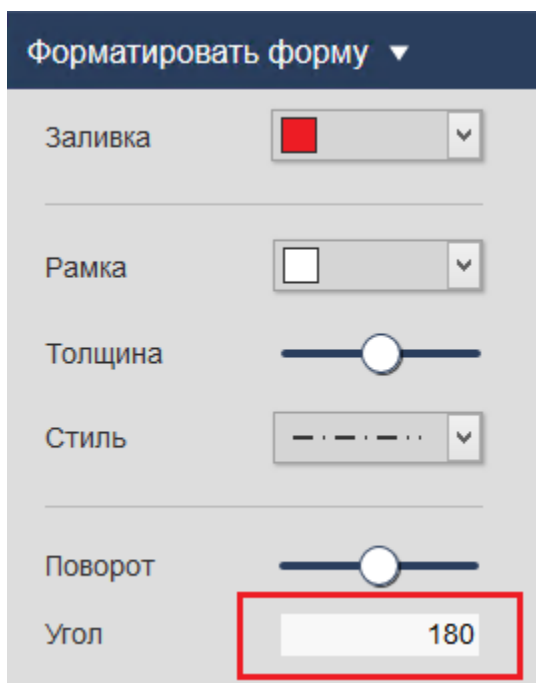 Форматировать форму
Заливка
Рамка
Толщина
Стиль
Поворот
Угол 180